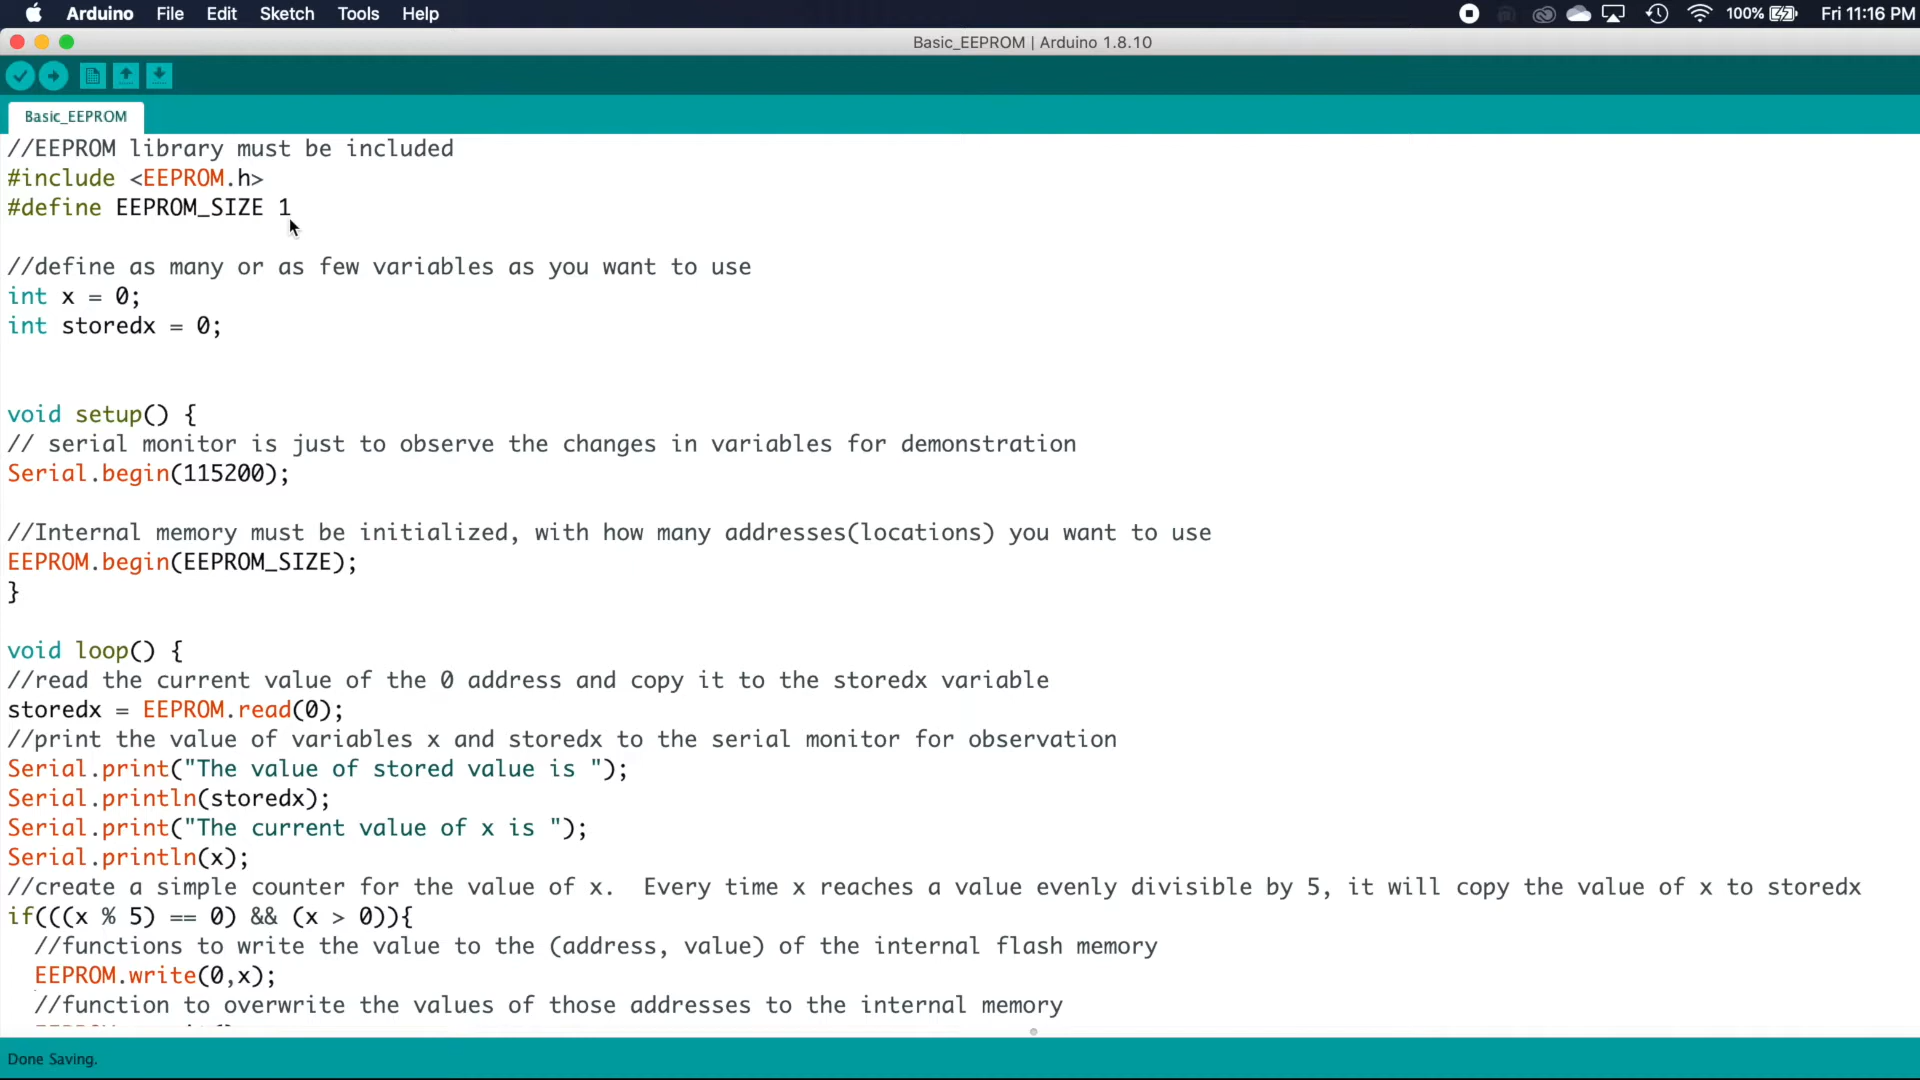 Arduino File Edit Sketch Tools Help 100% Fri 11:16 PM
Basic_EEPROM | Arduino 1.8.10
Basic_EEPROM
//EEPROM library must be included
#include <EEPROM.h>
#define EEPROM_SIZE 1
//define as many or as few variables as you want to use
int x = 0;
int storedx = 0;
void setup() {
// serial monitor is just to observe the changes in variables for demonstration
Serial.begin(115200);
//Internal memory must be initialized, with how many addresses(locations) you want to use
EEPROM.begin(EEPROM_SIZE);
}
void loop() {
//read the current value of the 0 address and copy it to the storedx variable
storedx = EEPROM.read(0);
//print the value of variables x and storedx to the serial monitor for observation
Serial.print("The value of stored value is ");
Serial.println(storedx);
Serial.print("The current value of x is ");
Serial.println(x);
//create a simple counter for the value of x.  Every time x reaches a value evenly divisible by 5, it will copy the value of x to storedx
if(((x % 5) == 0) && (x > 0)){
  //functions to write the value to the (address, value) of the internal flash memory
  EEPROM.write(0,x);
  //function to overwrite the values of those addresses to the internal memory
Done Saving.